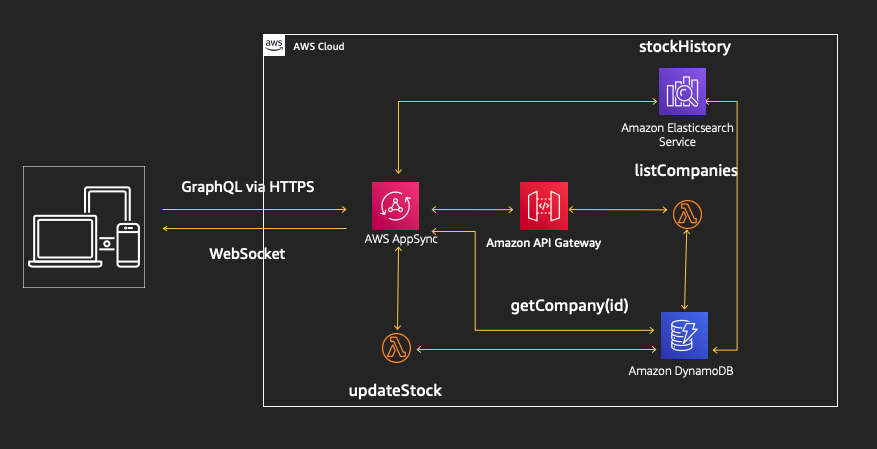 aws
AWS Cloud
stockHistory
Amazon Elasticsearch
Service
listCompanies
GraphQL via HTTPS
WebSocket
AWS AppSync
Amazon API Gateway
getCompany(id)
Amazon DynamoDB
updateStock